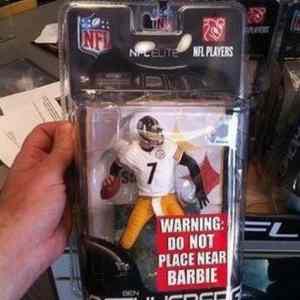 NFL
NFL ELITE
NFL PLAYERS
7
WARNING:
DO NOT
PLACE NEAR
BARBIE
BEN